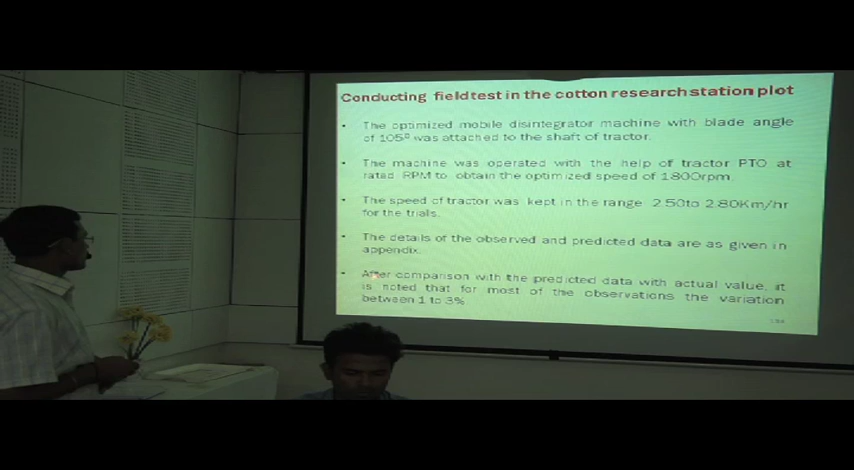 Conducting field test in the cotton research station plot
• The optimized mobile disintegrator machine with blade angle
of 105⁰ was attached to the shaft of tractor.
• The machine was operated with the help of tractor PTO at
rated RPM to obtain the optimized speed of 1800rpm.
• The speed of tractor was kept in the range 2.50to 2.80Km/hr
for the trials.
• The details of the observed and predicted data are as given in
appendix.
• After comparison with the predicted data with actual value, it
is noted that for most of the observations the variation
between 1 to 3%